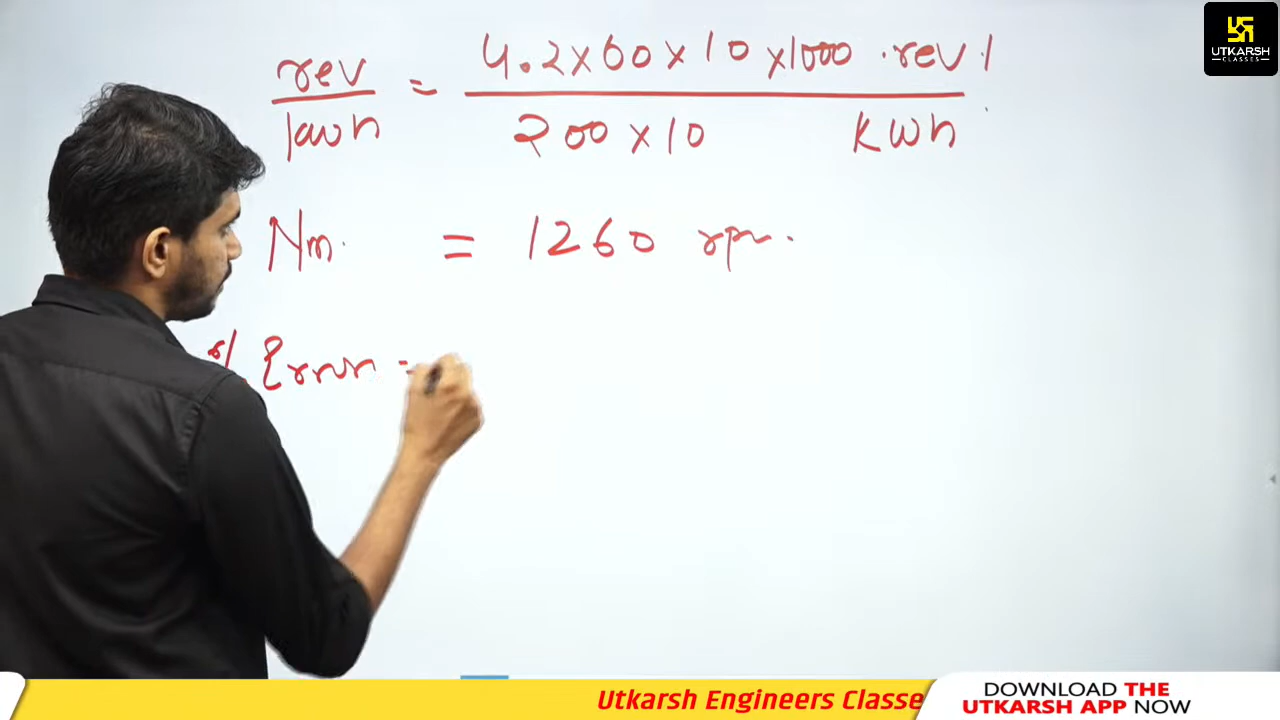 UTKARSH
CLASSES
rev/kwh = 4.2×60×10×1000 .rev./200×10 kwh
Nm. = 1260 rpm.
% Error =
Utkarsh Engineers Classe
DOWNLOAD THE
UTKARSH APP NOW